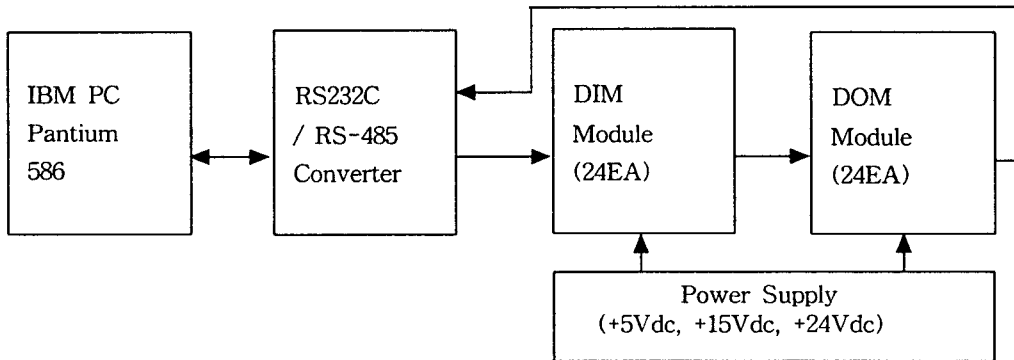 IBM PC
Pantium
586
RS232C
/ RS-485
Converter
DIM
Module
(24EA)
DOM
Module
(24EA)
Power Supply
(+5Vdc, +15Vdc, +24Vdc)